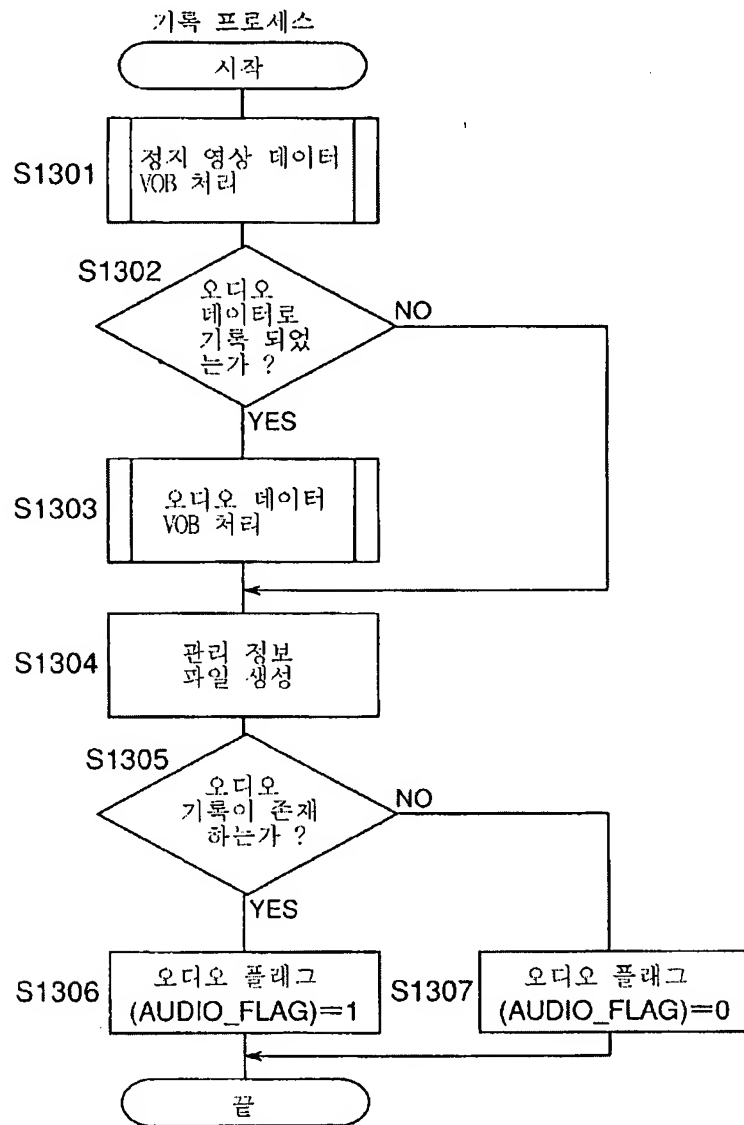 기록 프로세스
시작
S1301
정지 영상 데이터
VOB 처리
S1302
오디오
데이터로
기록 되었
는가 ?
NO
YES
S1303
오디오 데이터
VOB 처리
S1304
관리 정보
파일 생성
S1305
오디오
기록이 존재
하는가 ?
NO
YES
S1306
오디오 플래그
(AUDIO_FLAG)=1
S1307
오디오 플래그
(AUDIO_FLAG)=0
끝